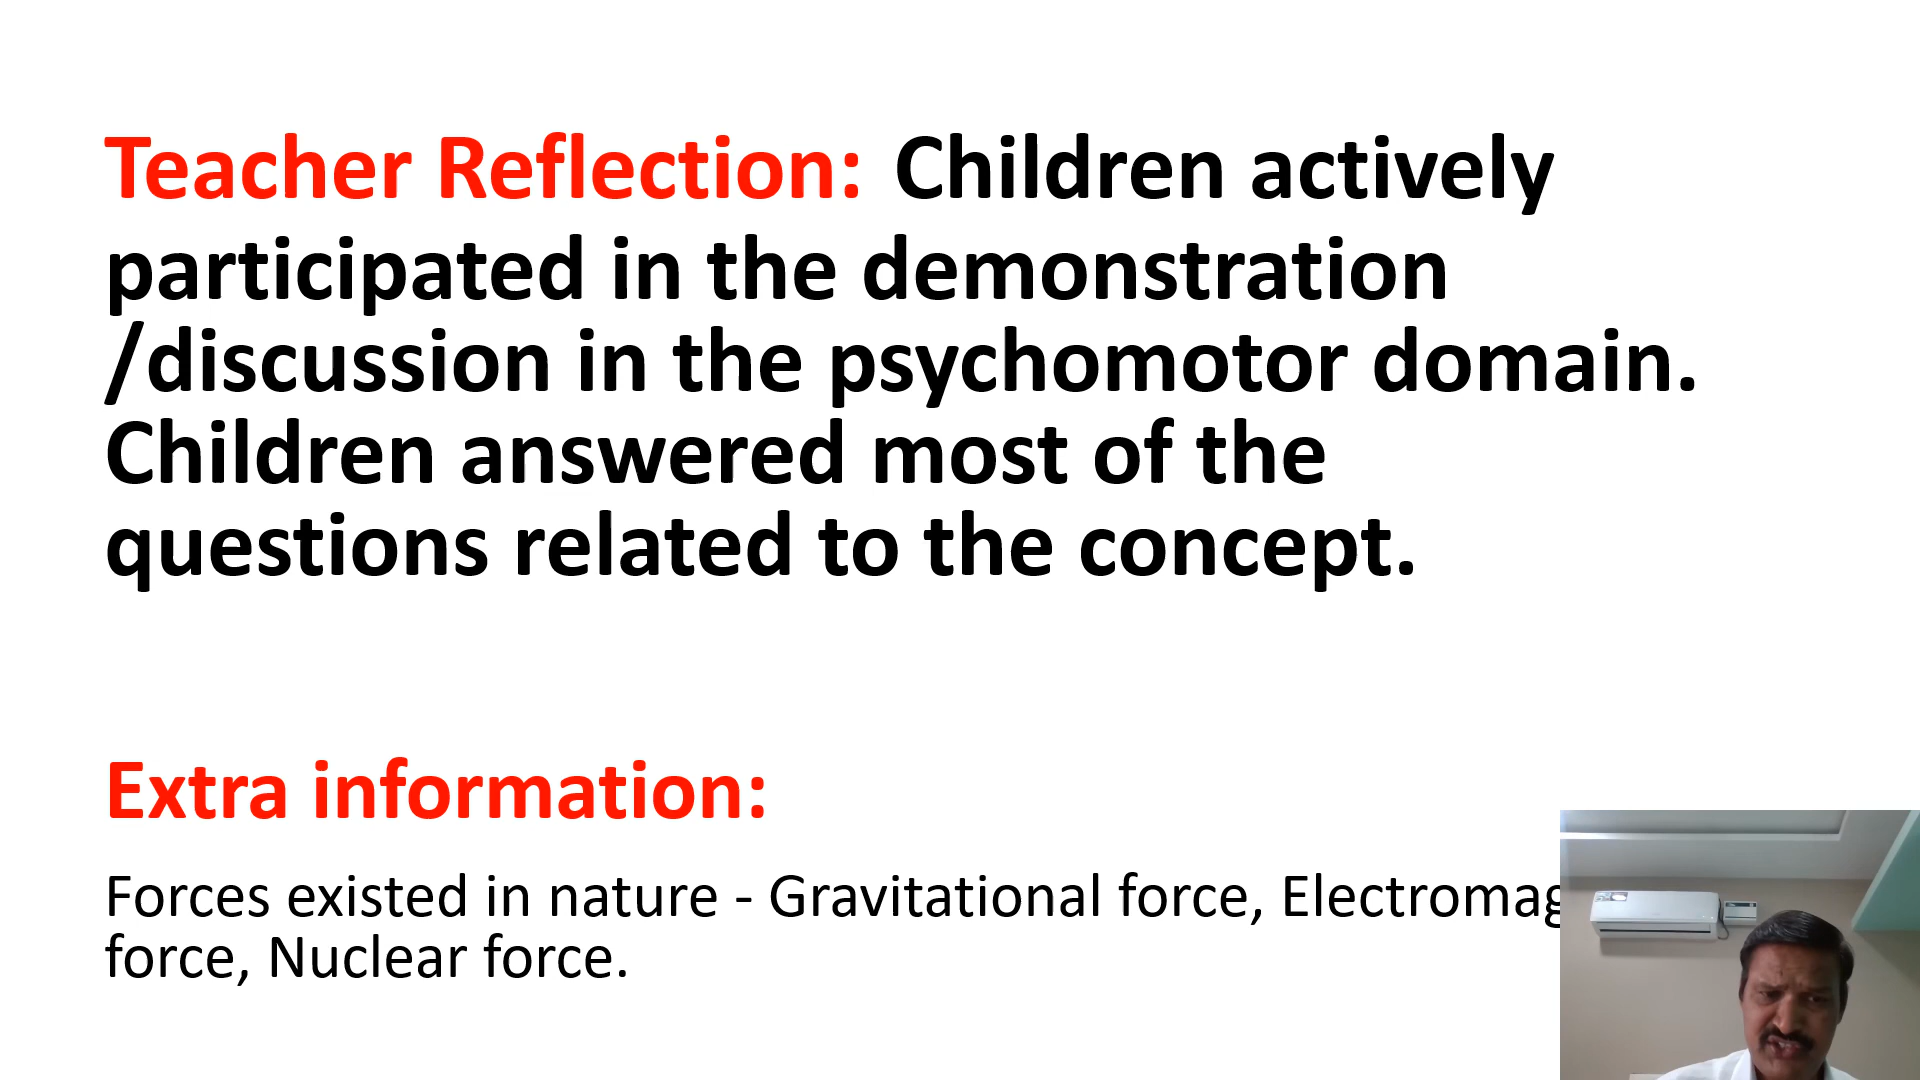 Teacher Reflection: Children actively
participated in the demonstration
/discussion in the psychomotor domain.
Children answered most of the
questions related to the concept.
Extra information:
Forces existed in nature - Gravitational force,
force, Nuclear force.